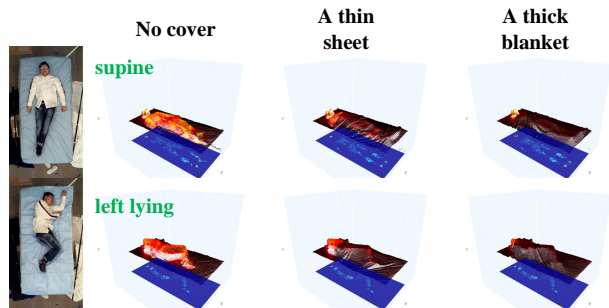 No cover
A thin
sheet
A thick
blanket
supine
left lying